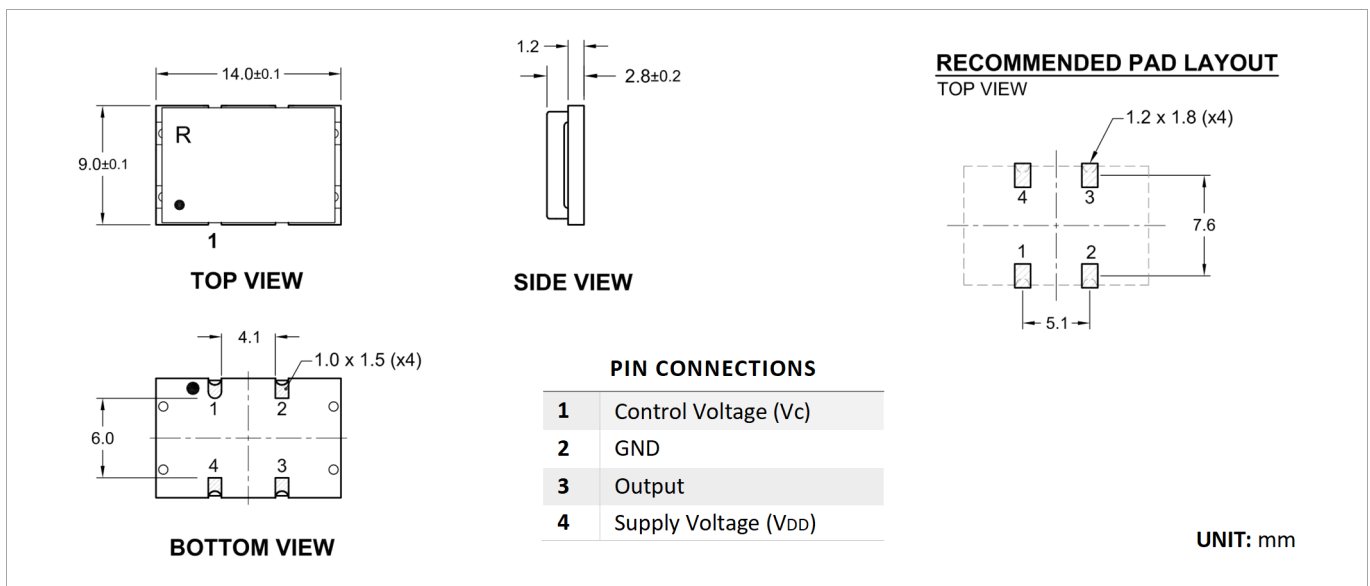 14.0±0.1
9.0±0.1
R
1
TOP VIEW
1.2
2.8±0.2
SIDE VIEW
RECOMMENDED PAD LAYOUT
TOP VIEW
1.2 x 1.8 (x4)
4 3
7.6
1 2
5.1
4.1
1.0 x 1.5 (x4)
1 2
6.0
4 3
BOTTOM VIEW
PIN CONNECTIONS
1 Control Voltage (Vc)
2 GND
3 Output
4 Supply Voltage (VDD)
UNIT: mm